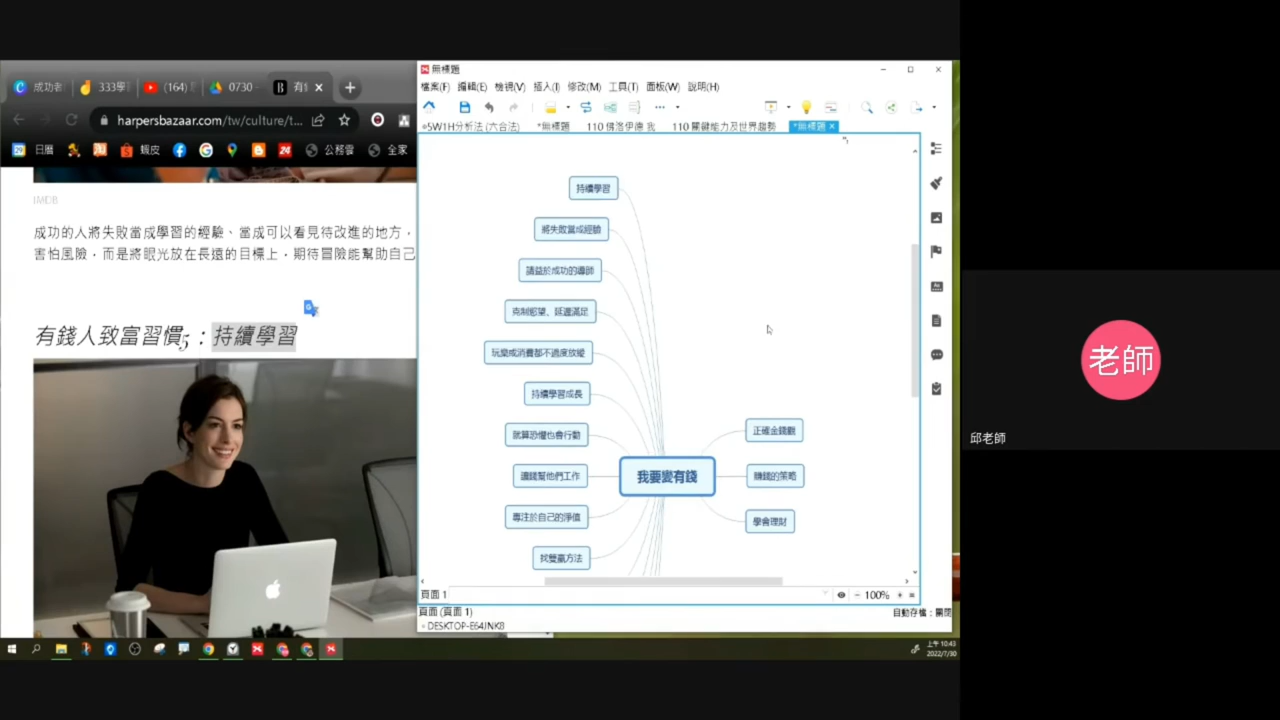 成功者
333學
(164)
0730
有
harpersbazaar.com/tw/culture/t...
日曆
蝦皮
24
公務雲
全家
IMDB
成功的人將失敗當成學習的經驗、當成可以看見待改進的地方，
害怕風險，而是將眼光放在長遠的目標上，期待冒險能幫助自己
有錢人致富習慣5：持續學習
無標題
檔案(F) 編輯(E) 檢視(V) 插入(I) 修改(M) 工具(T) 面板(W) 說明(H)
*5W1H分析法 (六合法) *無標題 110 佛洛伊德 我 110 關鍵能力及世界趨勢 *無標題
持續學習
將失敗當成經驗
請益於成功的導師
克制慾望、延遲滿足
玩樂或消費都不過度放縱
持續學習成長
就算恐懼也會行動
讓錢幫他們工作
專注於自己的淨值
找雙贏方法
我要變有錢
正確金錢觀
賺錢的策略
學會理財
頁面 1
100%
頁面 (頁面 1)
自動存檔：關閉
DESKTOP-E64JNK8
上午 10:43
2022/7/30
老師
邱老師